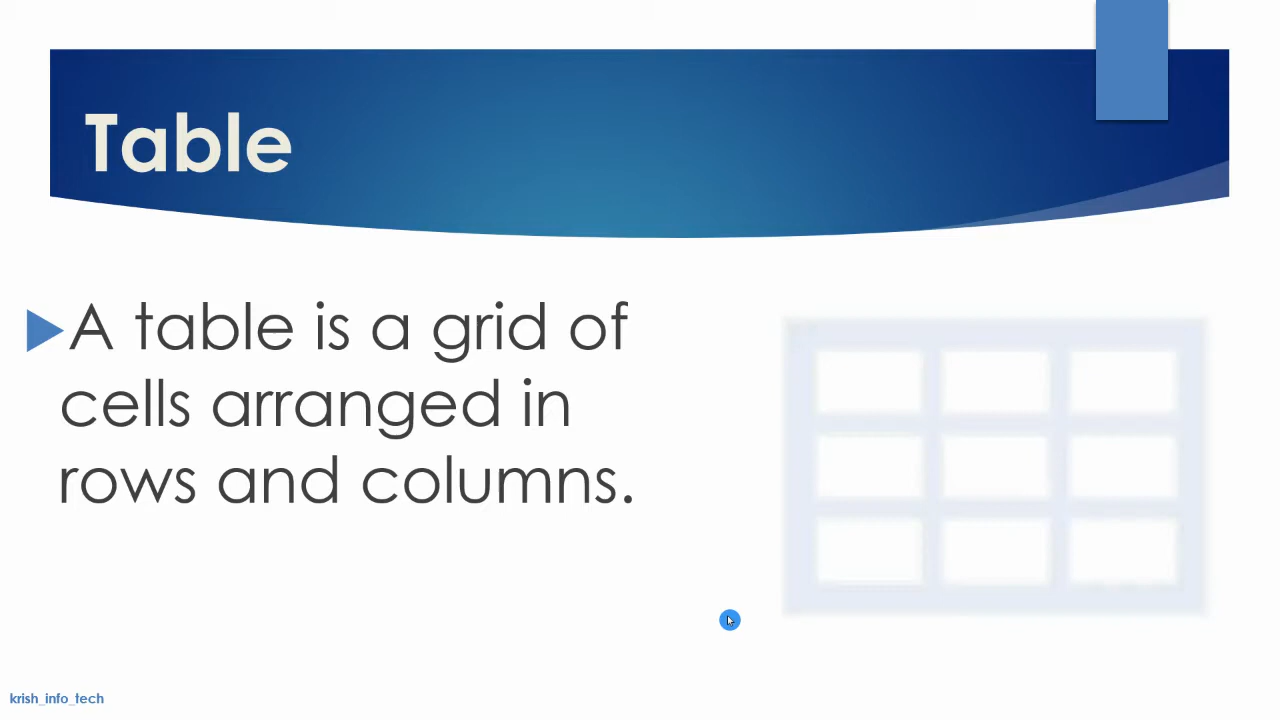 Table
A table is a grid of
cells arranged in
rows and columns.
krish_info_tech